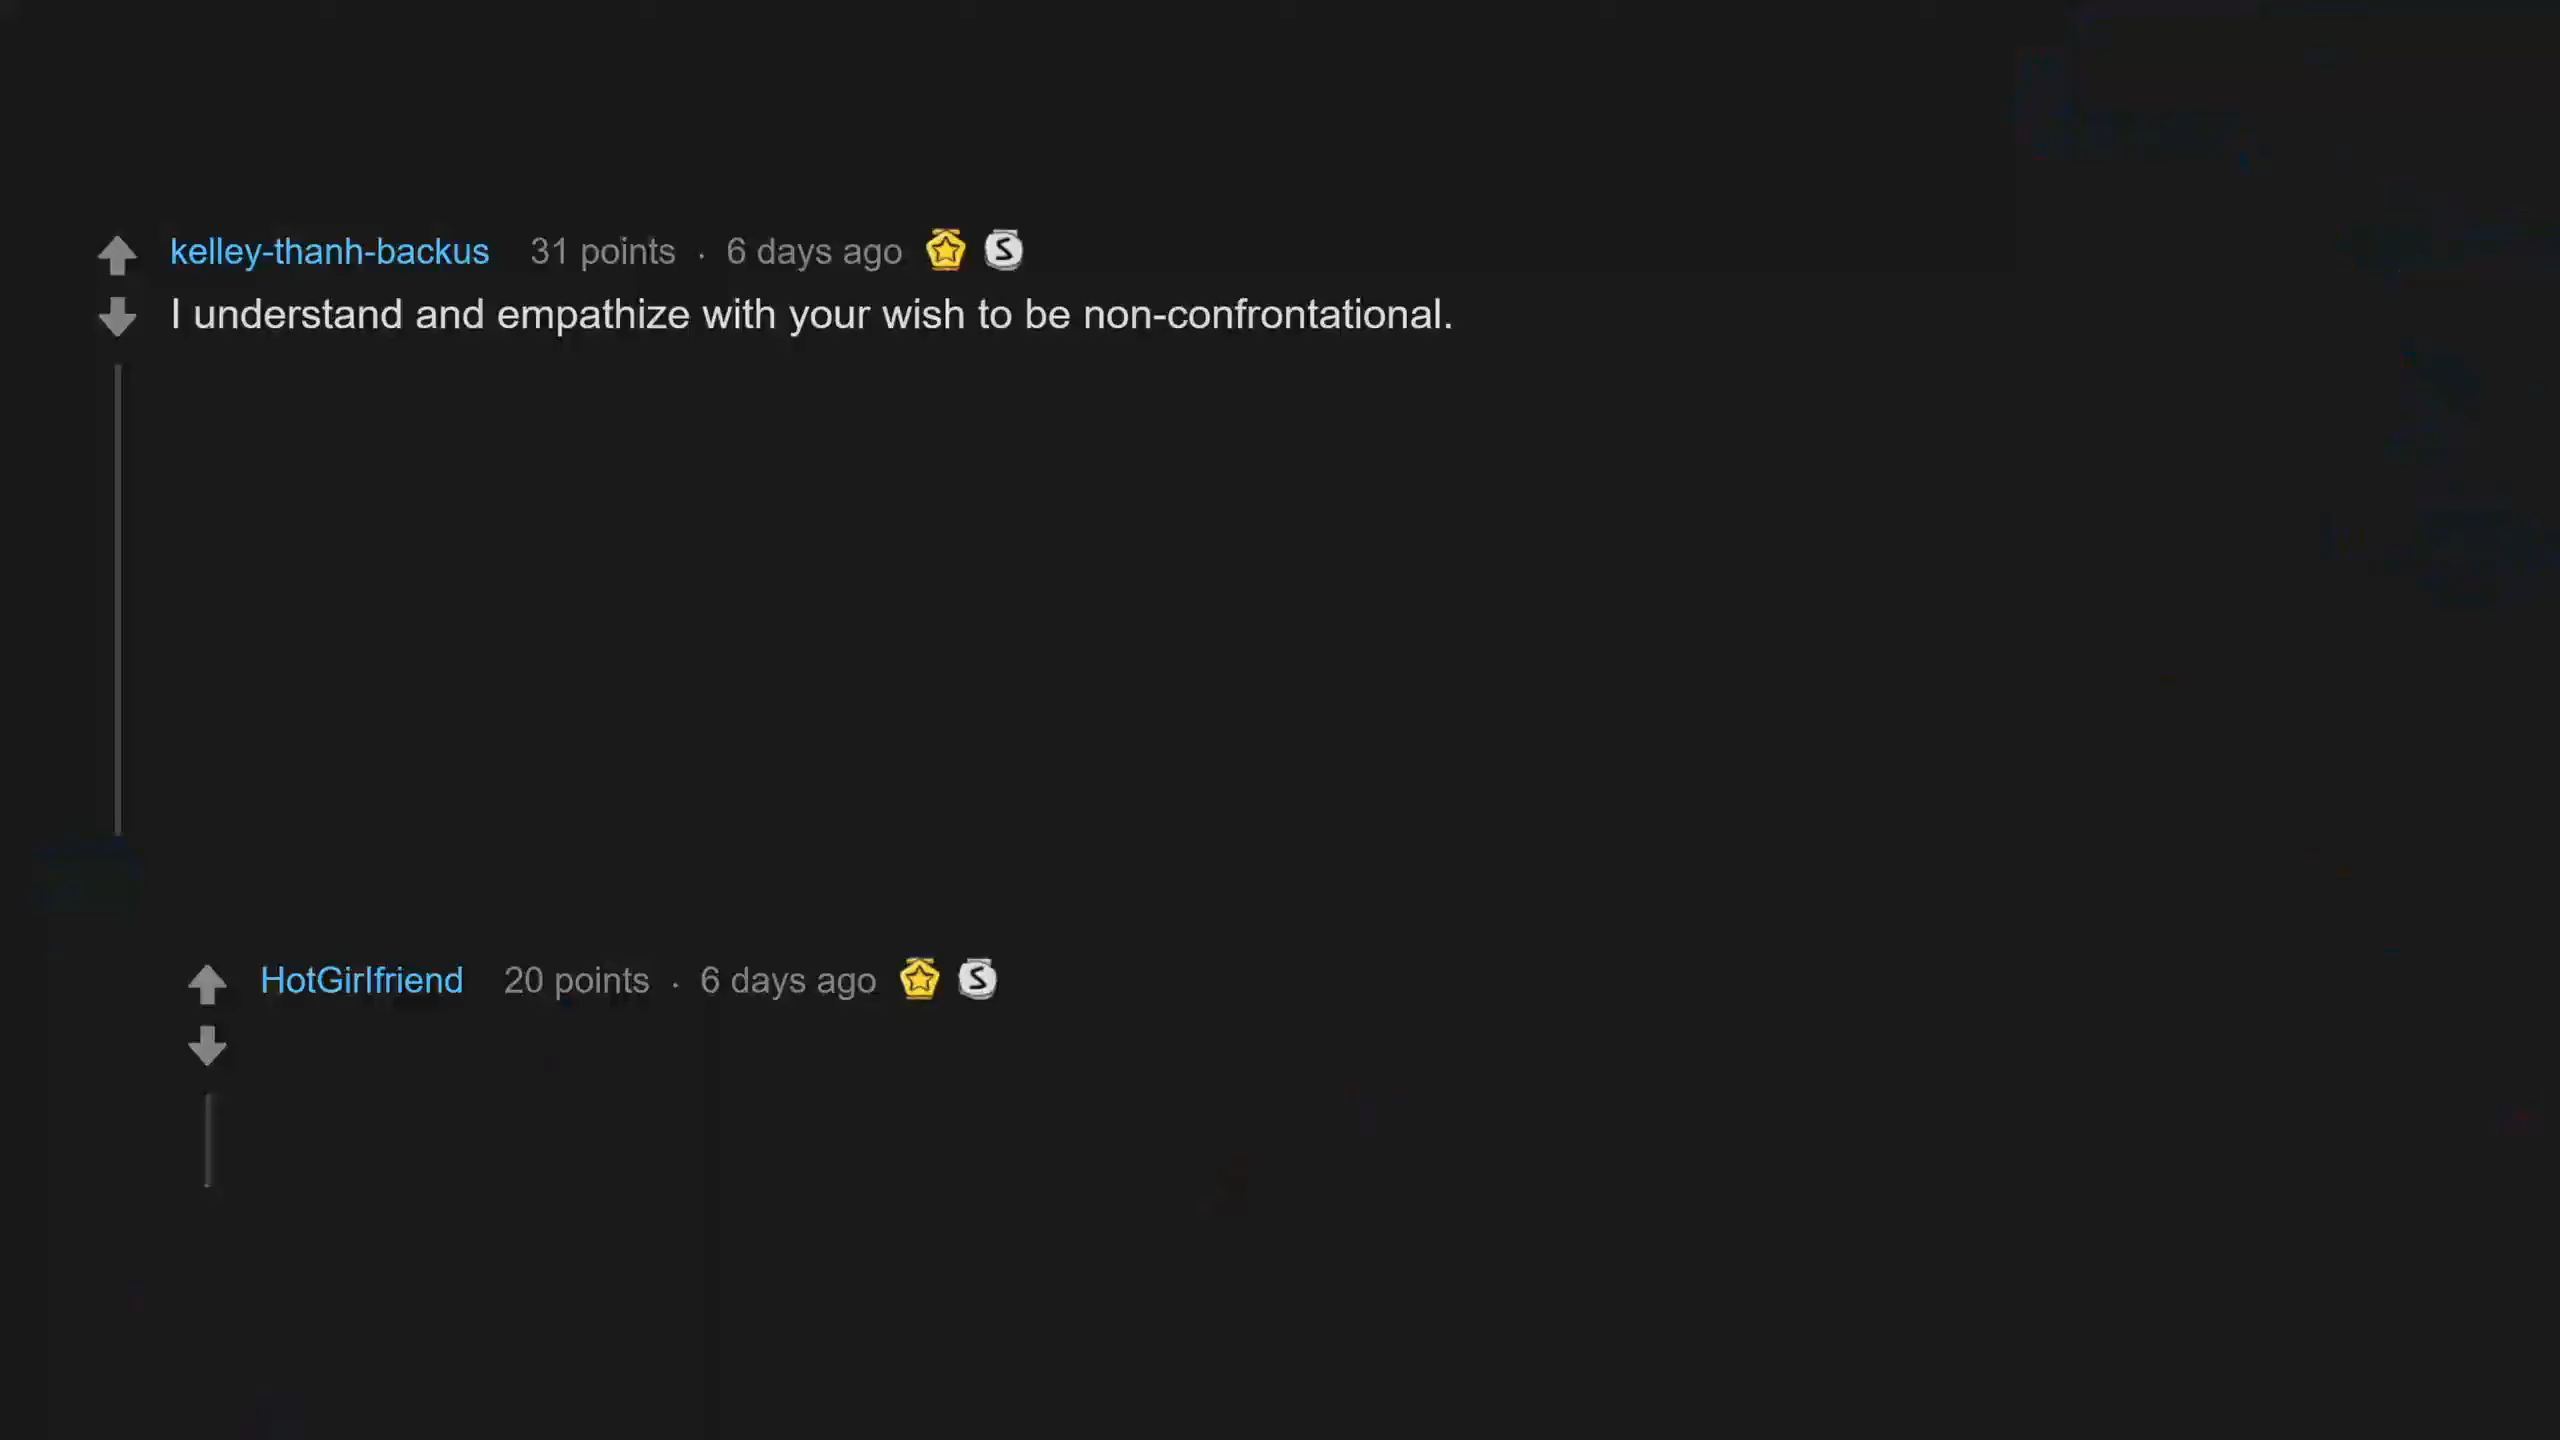 kelley-thanh-backus 31 points · 6 days ago S
I understand and empathize with your wish to be non-confrontational.
HotGirlfriend 20 points · 6 days ago S